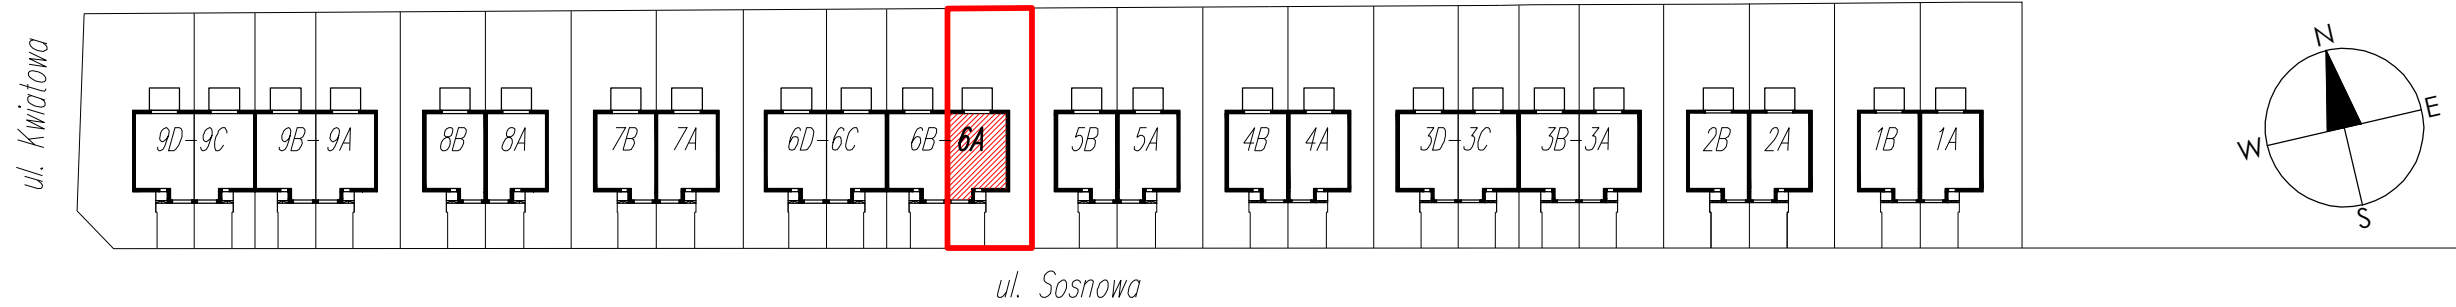 ul. Kwiatowa
9D-9C 9B-9A 8B 8A 7B 7A 6D-6C 6B-6A 5B 5A 4B 4A 3D-3C 3B-3A 2B 2A 1B 1A
N
E
W
S
ul. Sosnowa